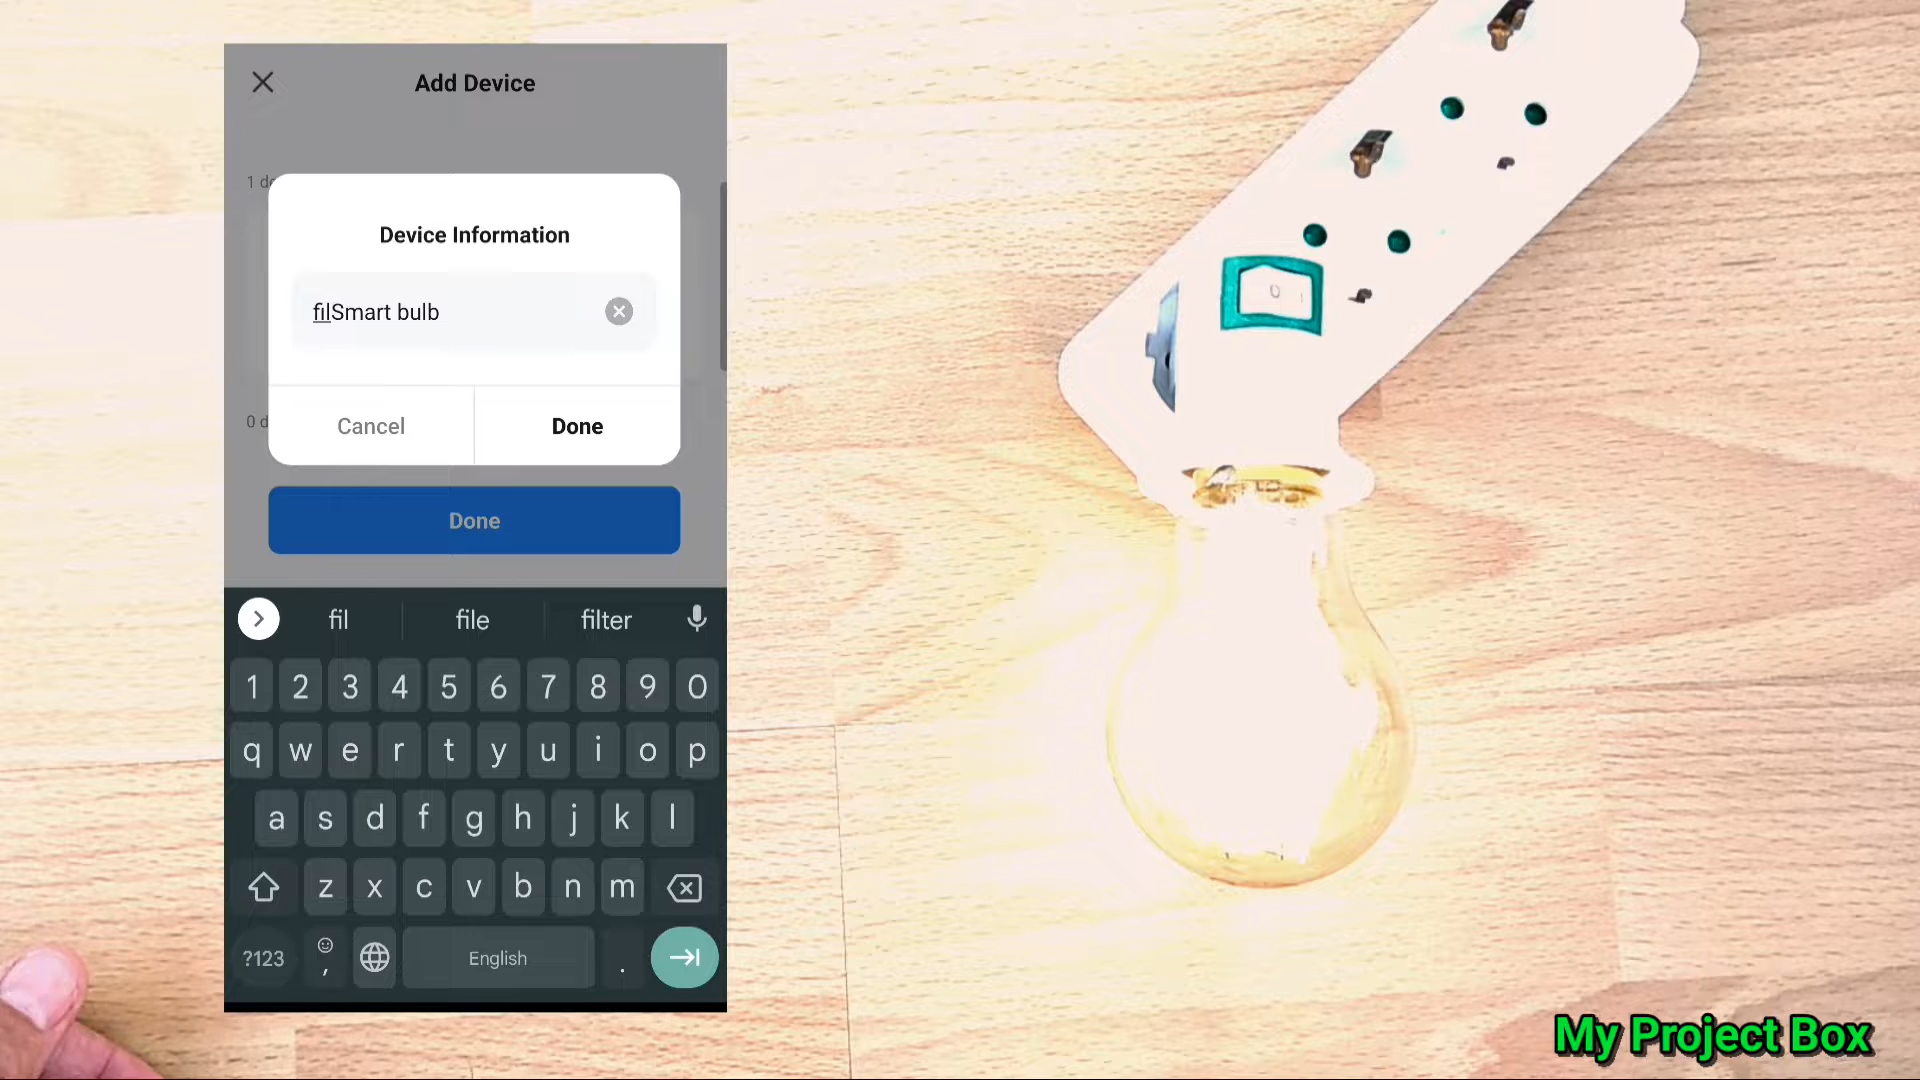 Add Device
1 de
Device Information
filSmart bulb
Cancel Done
0 d
Done
fil file filter
1 2 3 4 5 6 7 8 9 0
q w e r t y u i o p
a s d f g h j k l
z x c v b n m
?123 , English .
My Project Box